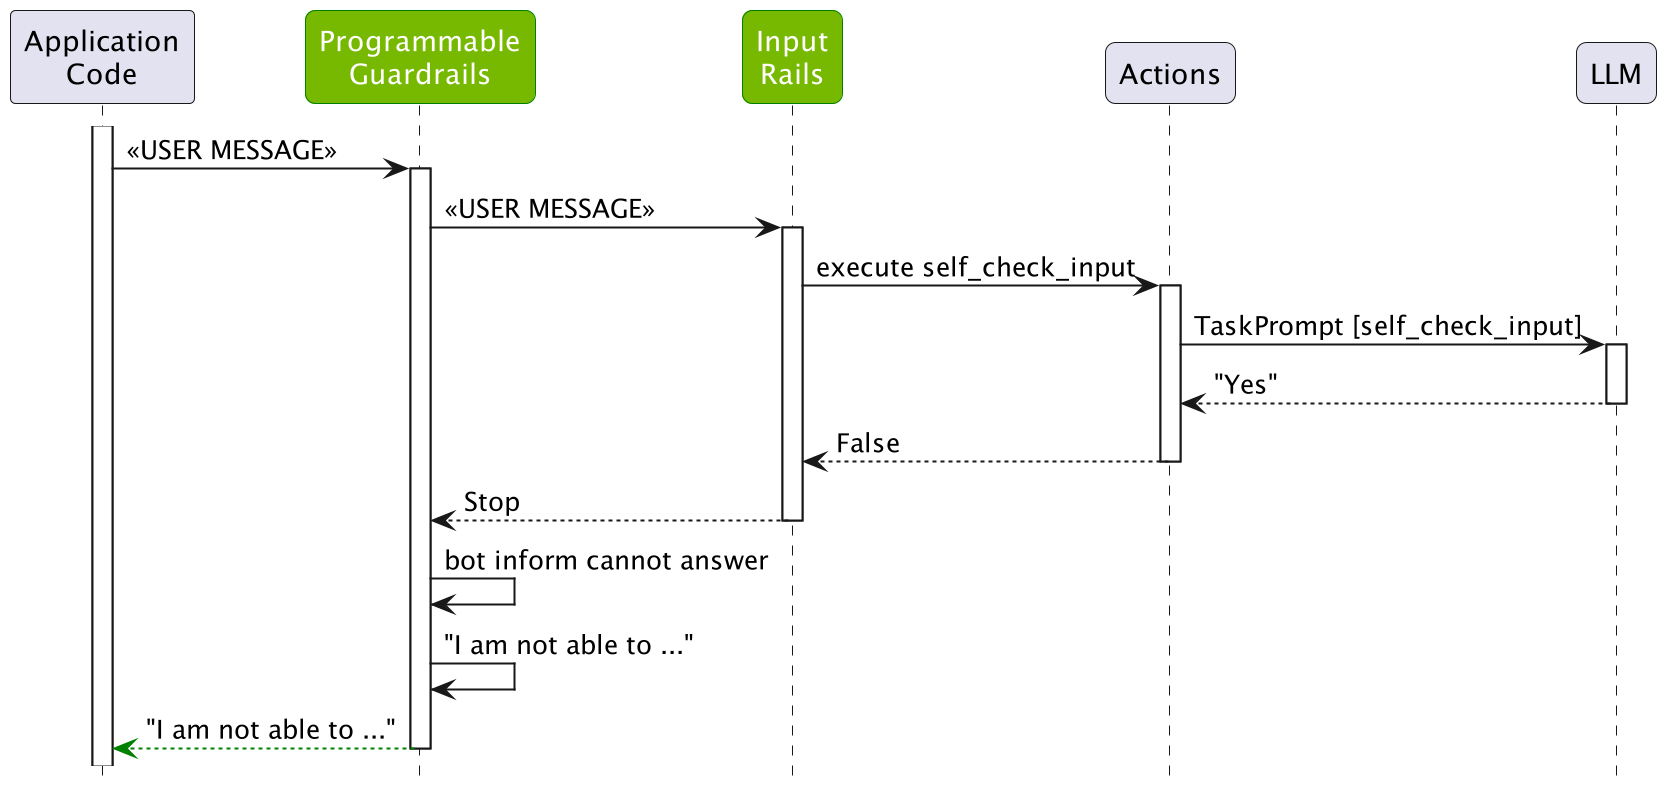 Application
Code
Programmable
Guardrails
Input
Rails
Actions
LLM
«USER MESSAGE»
«USER MESSAGE»
execute self_check_input
TaskPrompt [self_check_input]
"Yes"
False
Stop
bot inform cannot answer
"I am not able to ..."
"I am not able to ..."